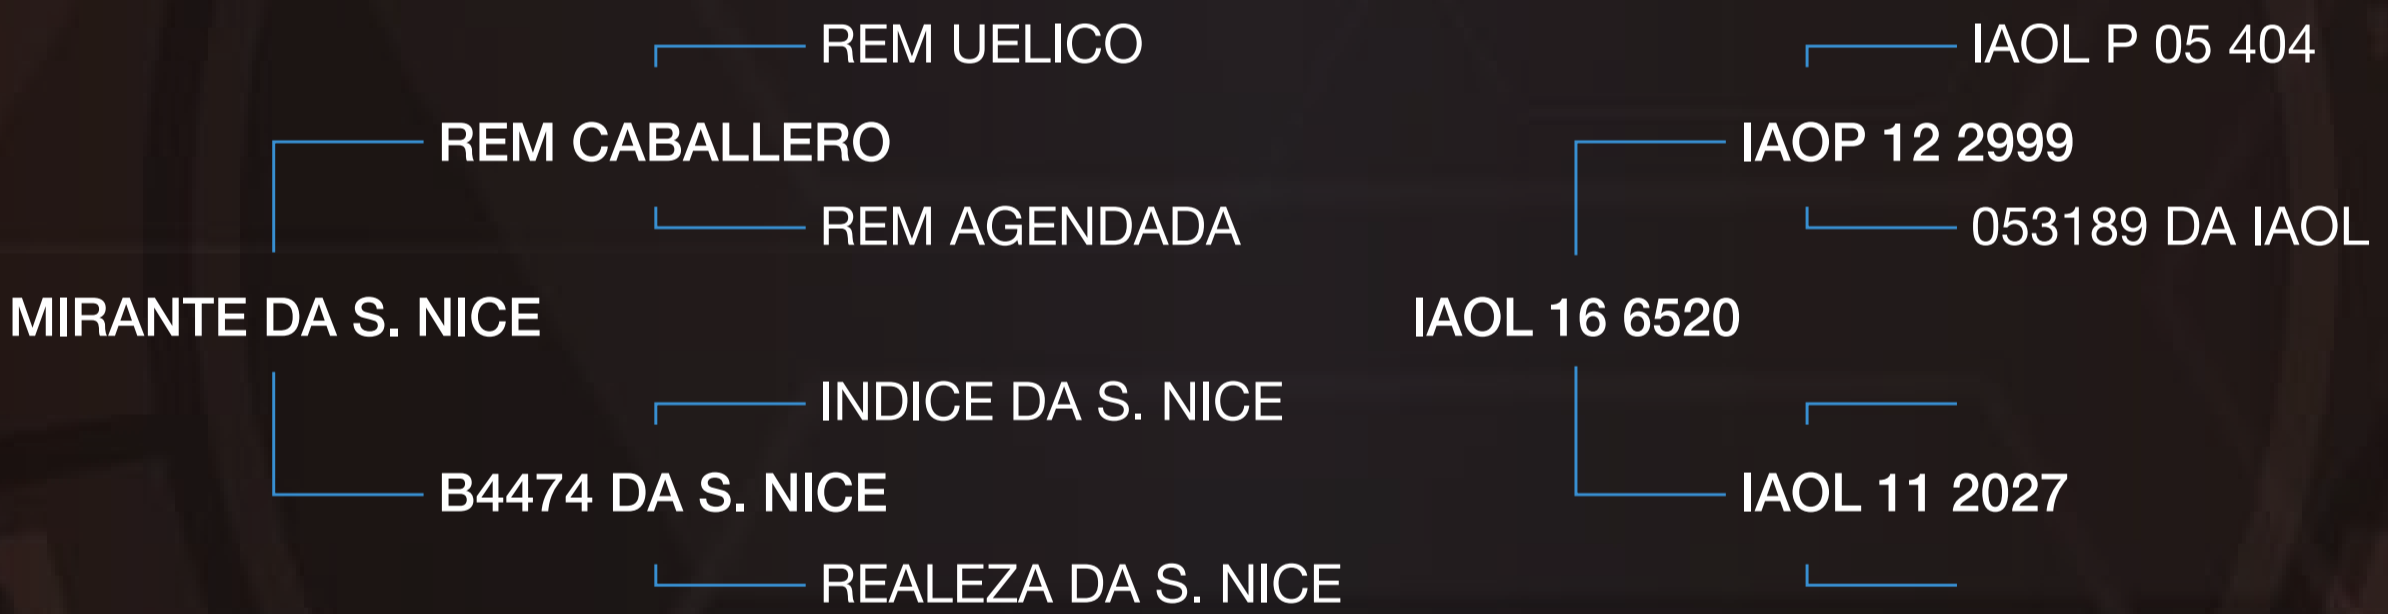 REM UELICO
REM CABALLERO
REM AGENDADA
MIRANTE DA S. NICE
INDICE DA S. NICE
B4474 DA S. NICE
REALEZA DA S. NICE
IAOL P 05 404
IAOP 12 2999
053189 DA IAOL
IAOL 16 6520
IAOL 11 2027